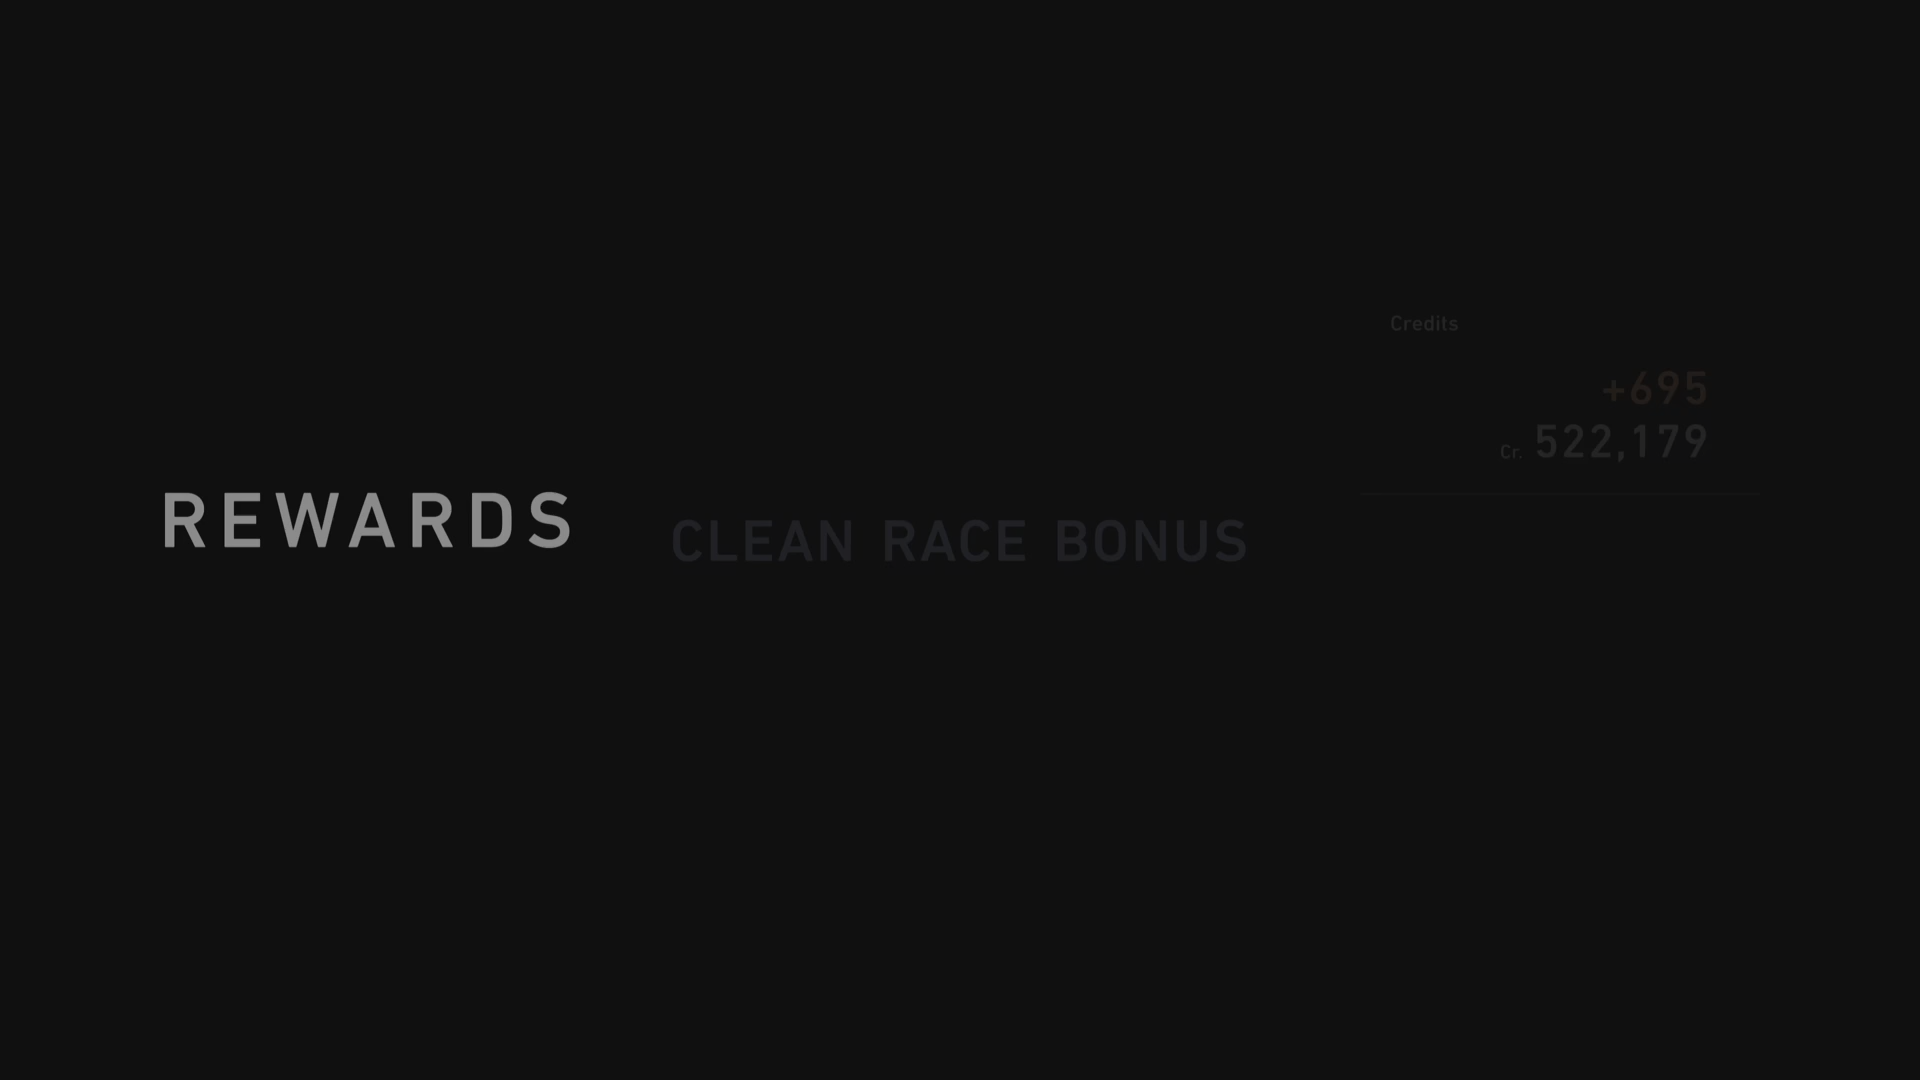 REWARDS
CLEAN RACE BONUS
Credits
+695
Cr. 522,179